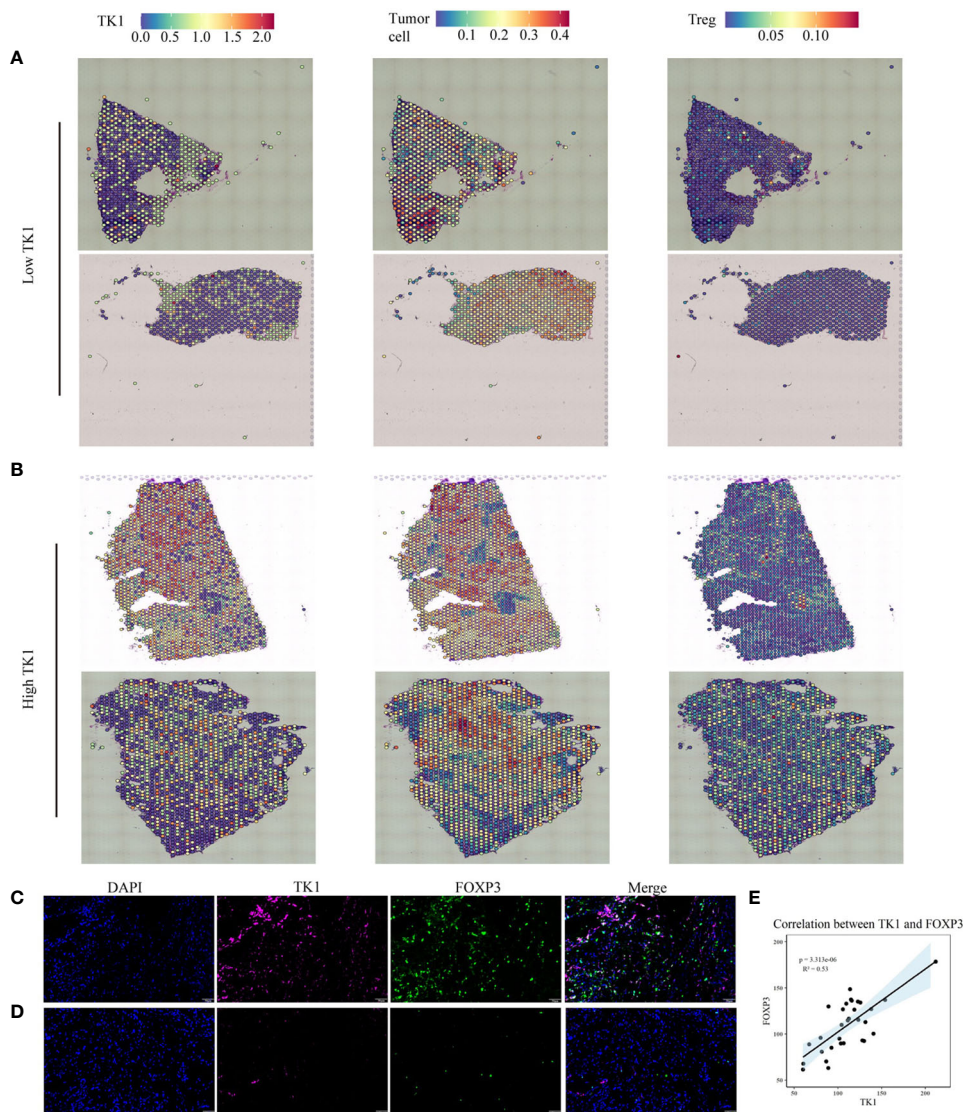 TK1
0.0 0.5 1.0 1.5 2.0
Tumor
cell
0.1 0.2 0.3 0.4
Treg
0.05 0.10
A
Low TK1
B
High TK1
C
DAPI TK1 FOXP3 Merge
D
E
Correlation between TK1 and FOXP3
p = 3.313e-06
R² = 0.53
200
150
100
50
FOXP3
50 100 150 200
TK1